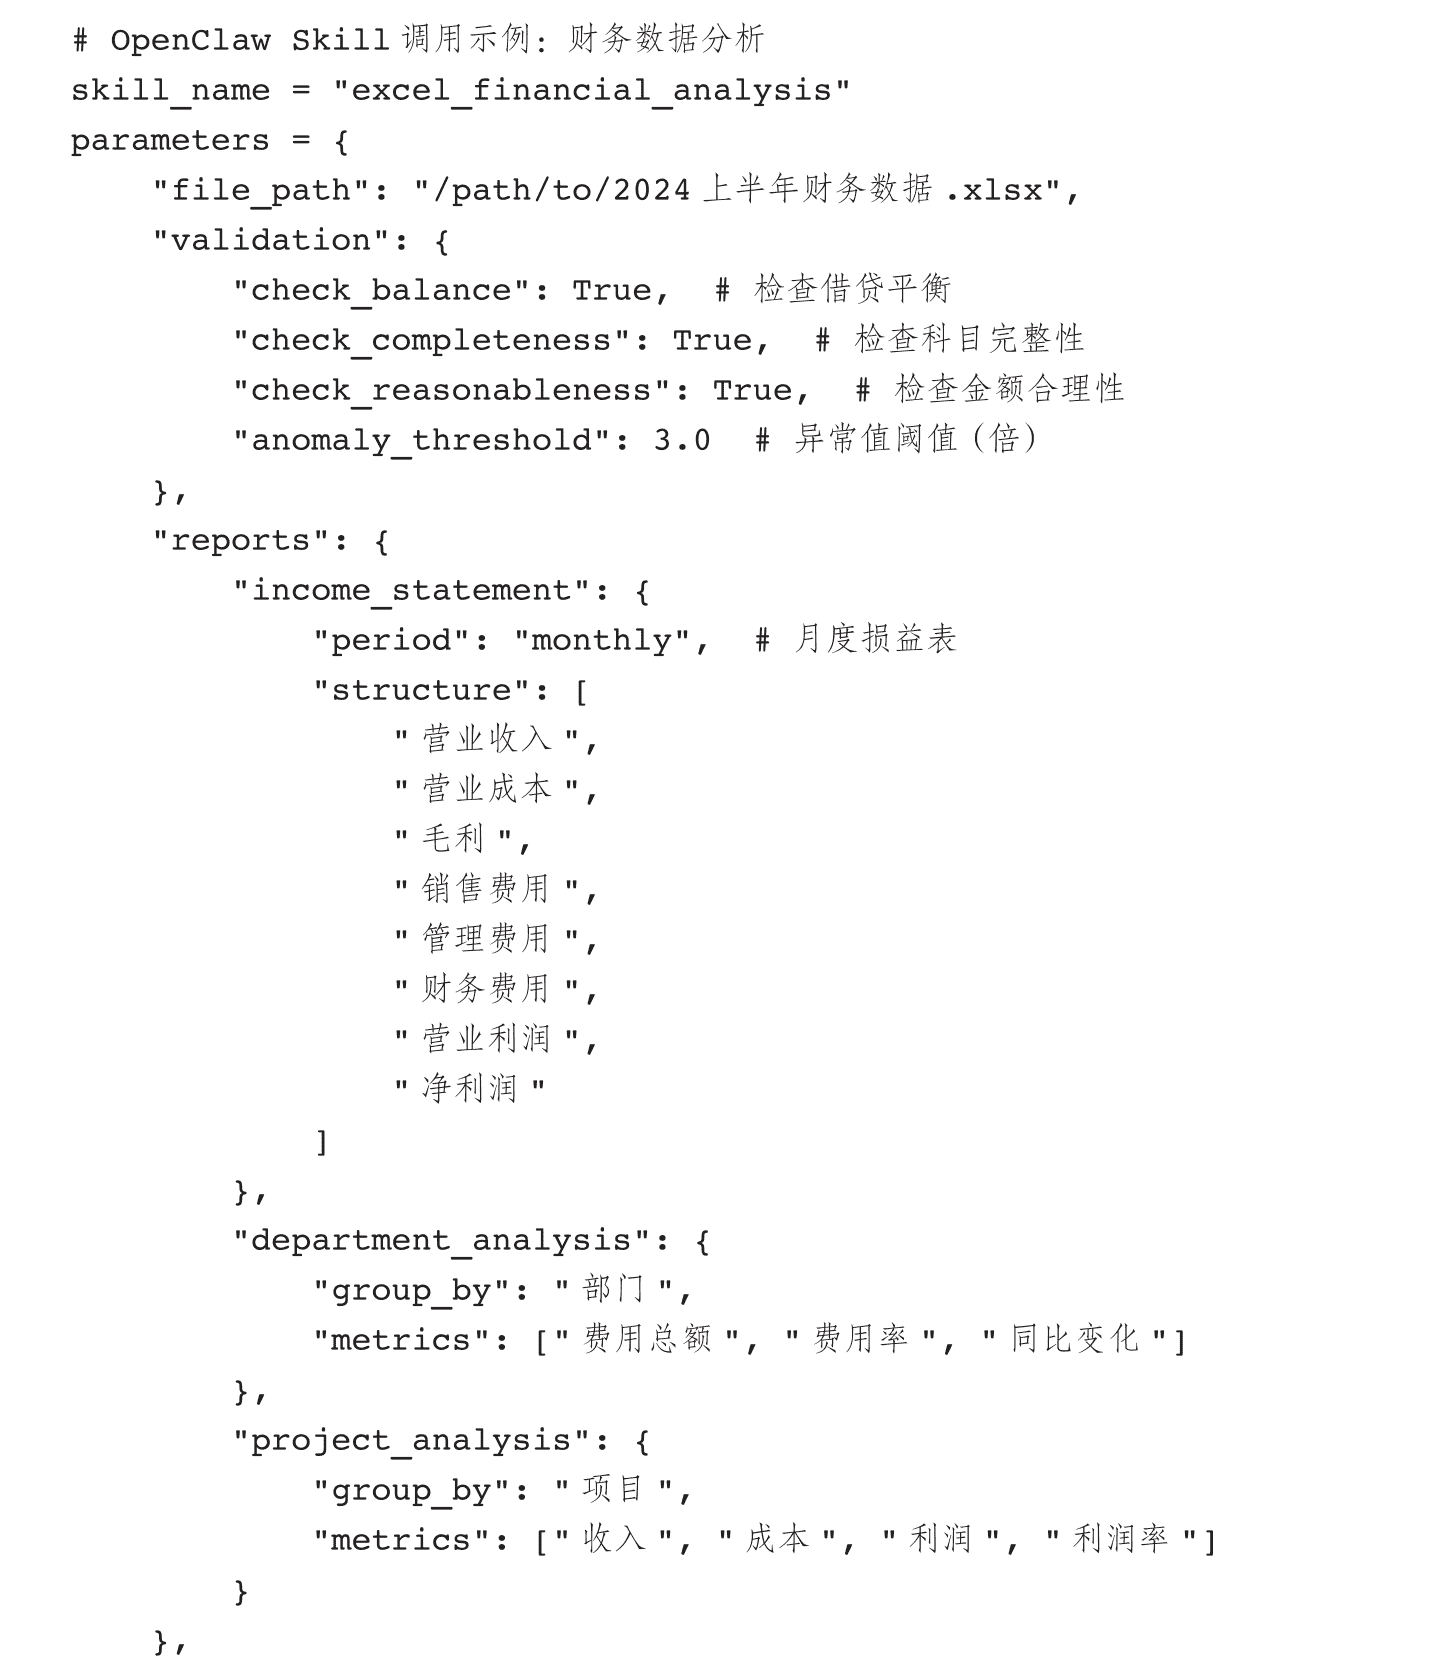 # OpenClaw Skill 调用示例：财务数据分析
skill_name = "excel_financial_analysis"
parameters = {
    "file_path": "/path/to/2024 上半年财务数据 .xlsx",
    "validation": {
        "check_balance": True,  # 检查借贷平衡
        "check_completeness": True,  # 检查科目完整性
        "check_reasonableness": True,  # 检查金额合理性
        "anomaly_threshold": 3.0  # 异常值阈值（倍）
    },
    "reports": {
        "income_statement": {
            "period": "monthly",  # 月度损益表
            "structure": [
                " 营业收入 ",
                " 营业成本 ",
                " 毛利 ",
                " 销售费用 ",
                " 管理费用 ",
                " 财务费用 ",
                " 营业利润 ",
                " 净利润 "
            ]
        },
        "department_analysis": {
            "group_by": " 部门 ",
            "metrics": [" 费用总额 ", " 费用率 ", " 同比变化 "]
        },
        "project_analysis": {
            "group_by": " 项目 ",
            "metrics": [" 收入 ", " 成本 ", " 利润 ", " 利润率 "]
        }
    },